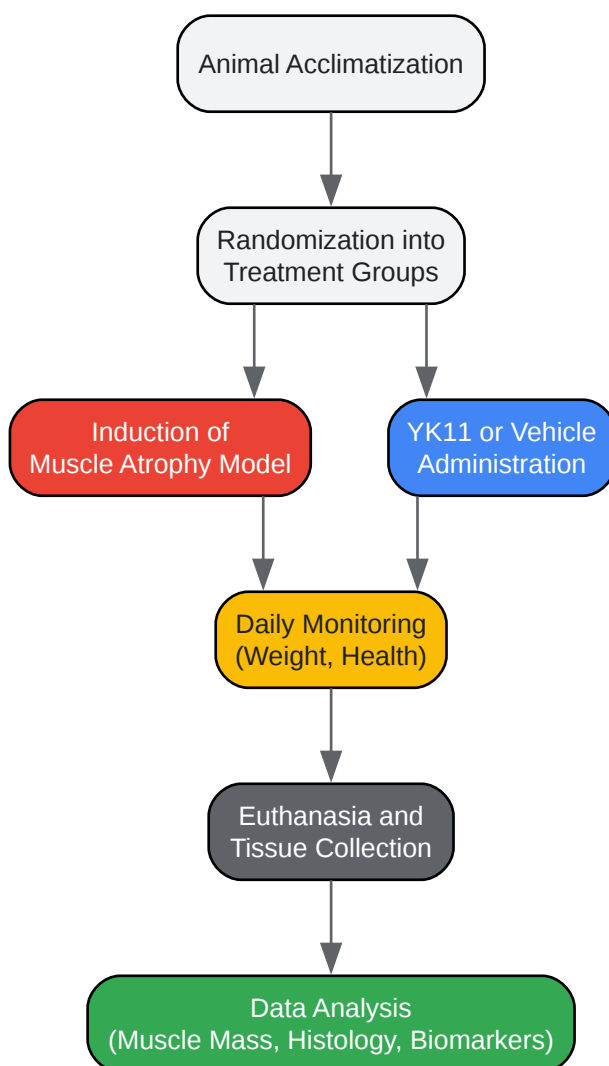 Animal Acclimatization
Randomization into
Treatment Groups
Induction of
Muscle Atrophy Model
YK11 or Vehicle
Administration
Daily Monitoring
(Weight, Health)
Euthanasia and
Tissue Collection
Data Analysis
(Muscle Mass, Histology, Biomarkers)